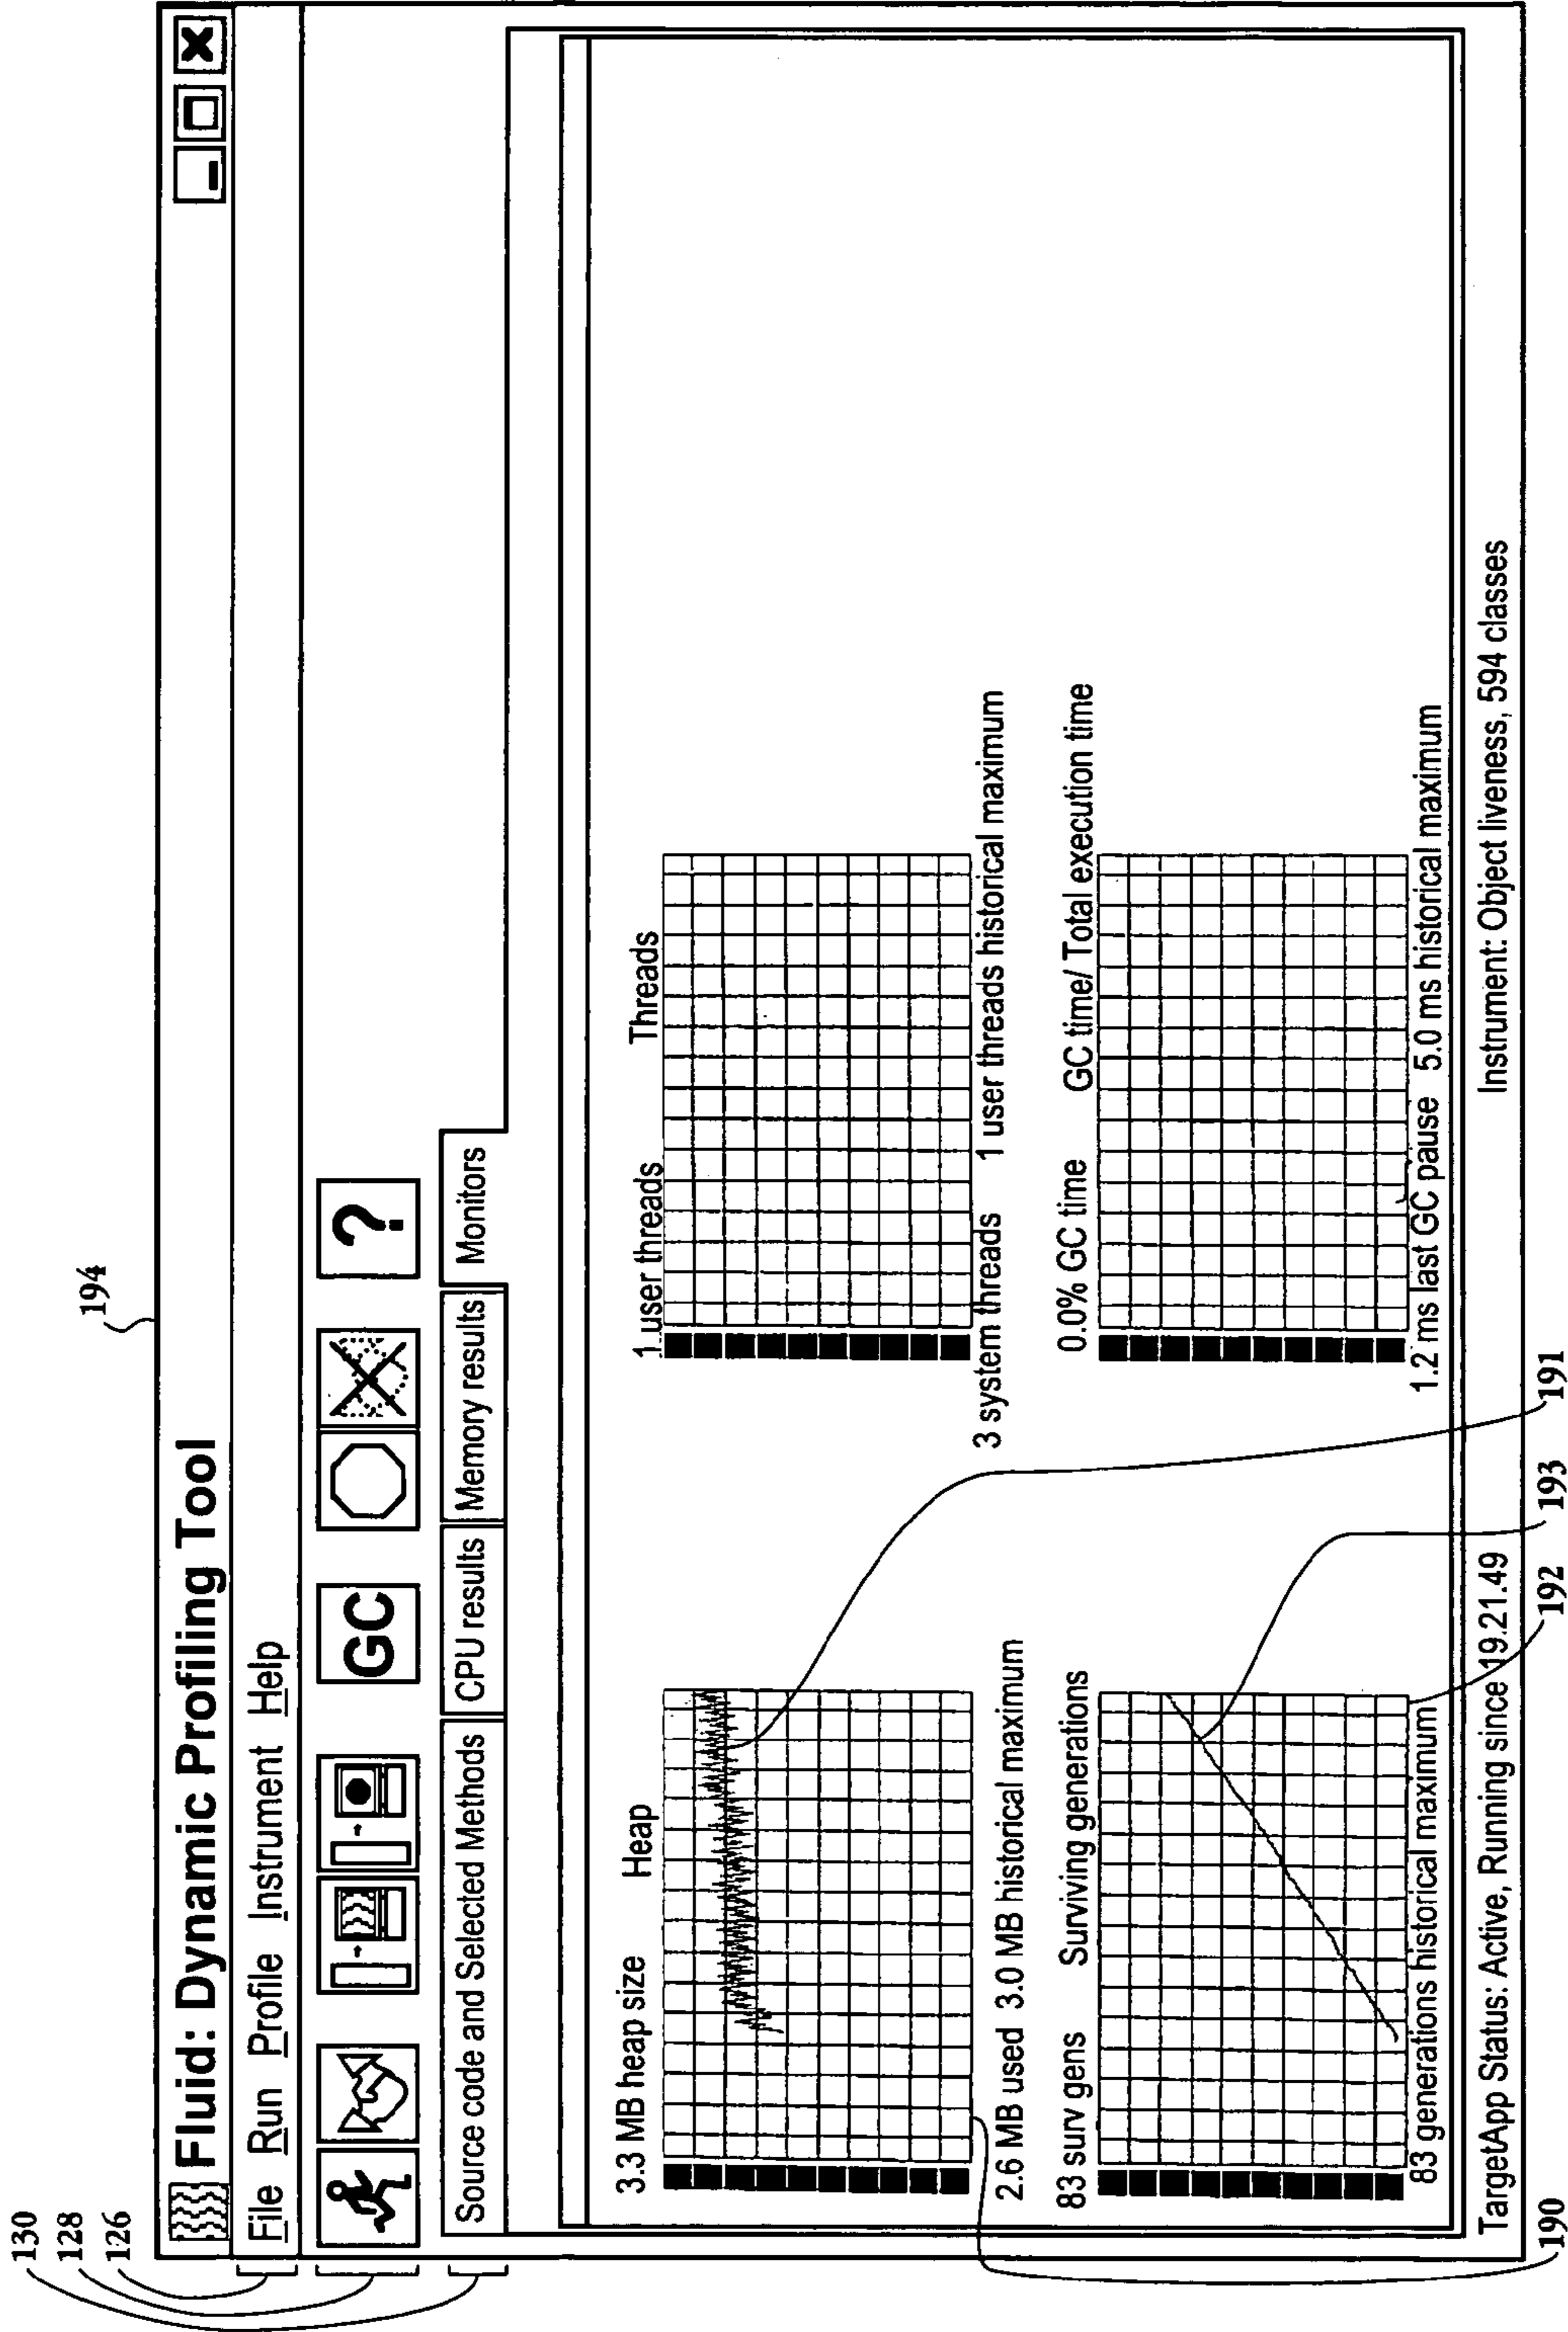 194
130
128
126
Fluid: Dynamic Profiling Tool
File Run Profile Instrument Help
GC
?
Source code and Selected Methods
CPU results
Memory results
Monitors
3.3 MB heap size Heap
2.6 MB used 3.0 MB historical maximum
1 user threads Threads
3 system threads 1 user threads historical maximum
83 surv gens Surviving generations
83 generations historical maximum
0.0% GC time GC time/ Total execution time
1.2 ms last GC pause 5.0 ms historical maximum
TargetApp Status: Active, Running since 19.21.49
Instrument: Object liveness, 594 classes
190
192
193
191